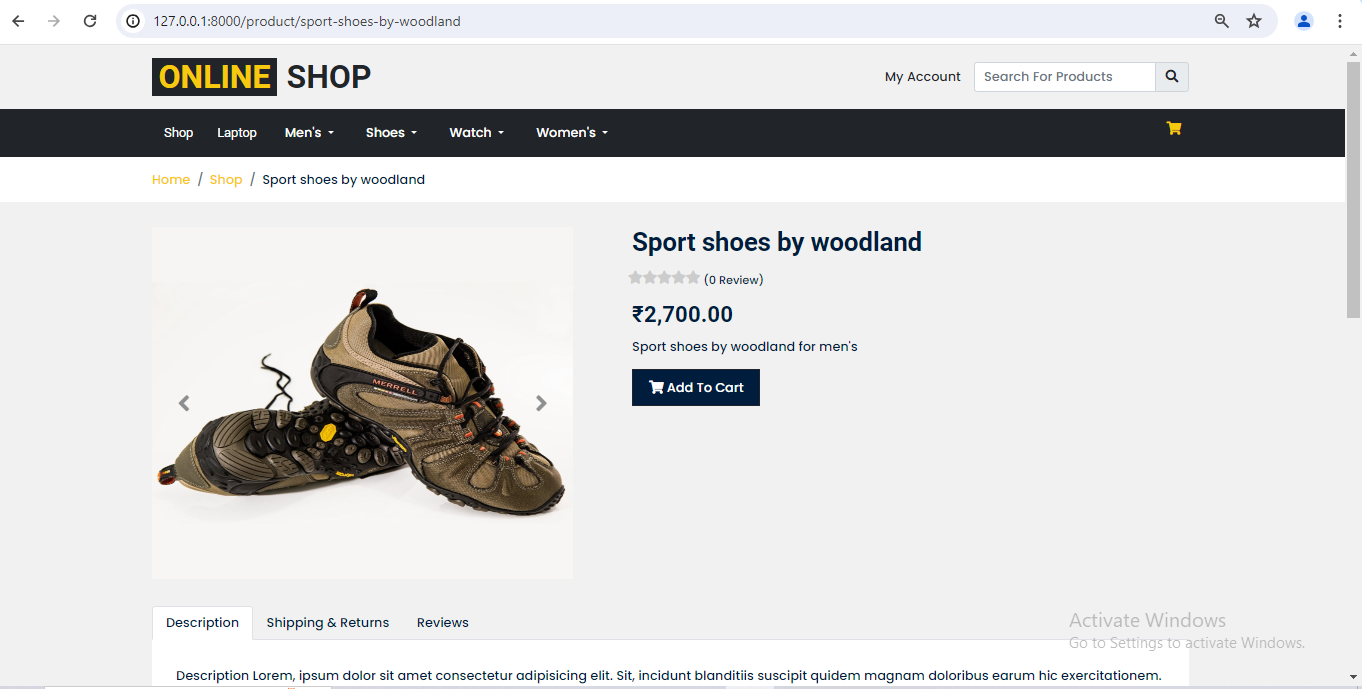 127.0.0.1:8000/product/sport-shoes-by-woodland
ONLINE SHOP
My Account
Search For Products
Shop Laptop Men's Shoes Watch Women's
Home / Shop / Sport shoes by woodland
Sport shoes by woodland
(0 Review)
₹2,700.00
Sport shoes by woodland for men's
Add To Cart
MERRELL
Description Shipping & Returns Reviews
Activate Windows
Go to Settings to activate Windows.
Description Lorem, ipsum dolor sit amet consectetur adipisicing elit. Sit, incidunt blanditiis suscipit quidem magnam doloribus earum hic exercitationem.